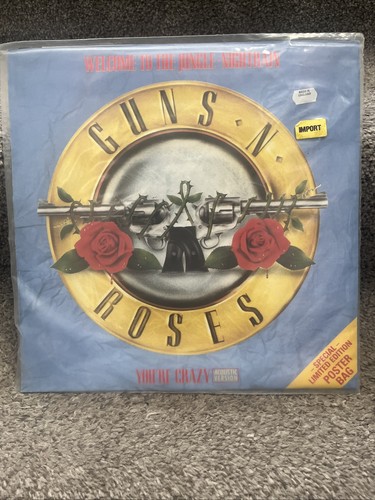 WELCOME TO THE JUNGLE NIGHTRAIN
GUNS N
ROSES
IMPORT
YOU'RE CRAZY ACOUSTIC
VERSION
SPECIAL
LIMITED EDITION
POSTER
BAG